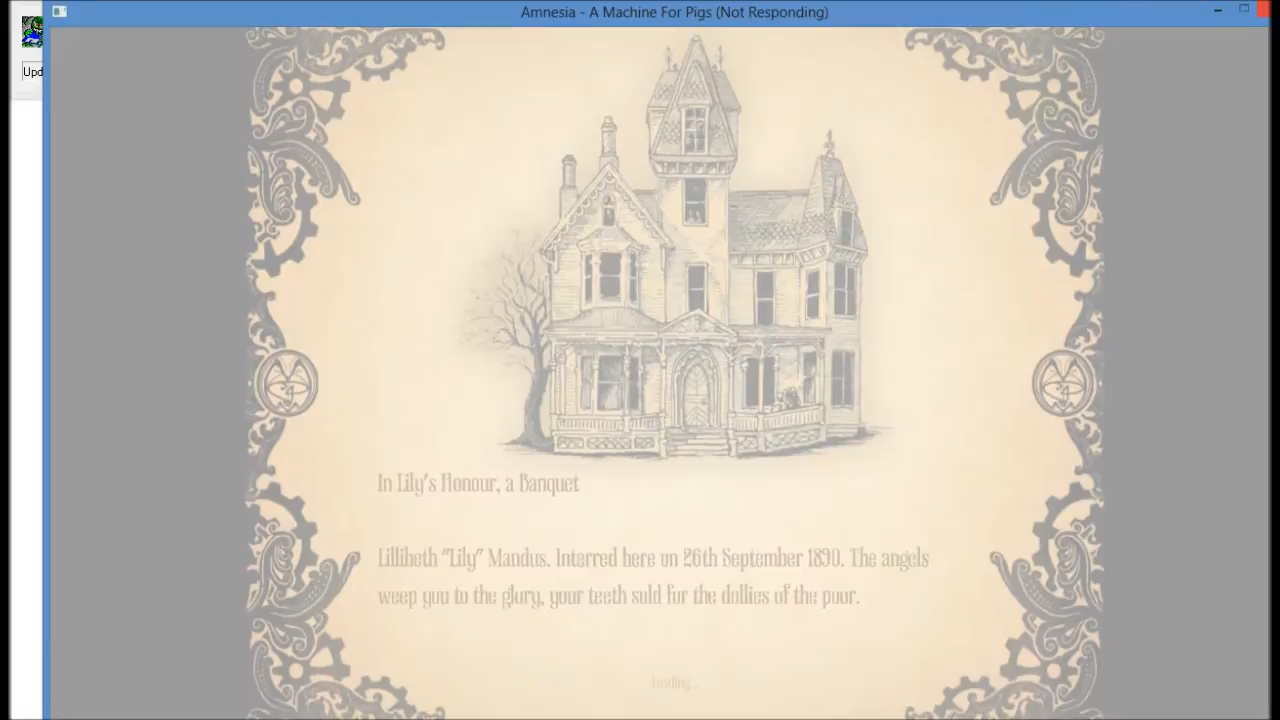 Amnesia - A Machine For Pigs (Not Responding)
Upd
In Lily's Honour, a Banquet
Lillibeth "Lily" Mandus. Interred here on 26th September 1890. The angels
weep you to the glory, your teeth sold for the dollies of the poor.
Loading...